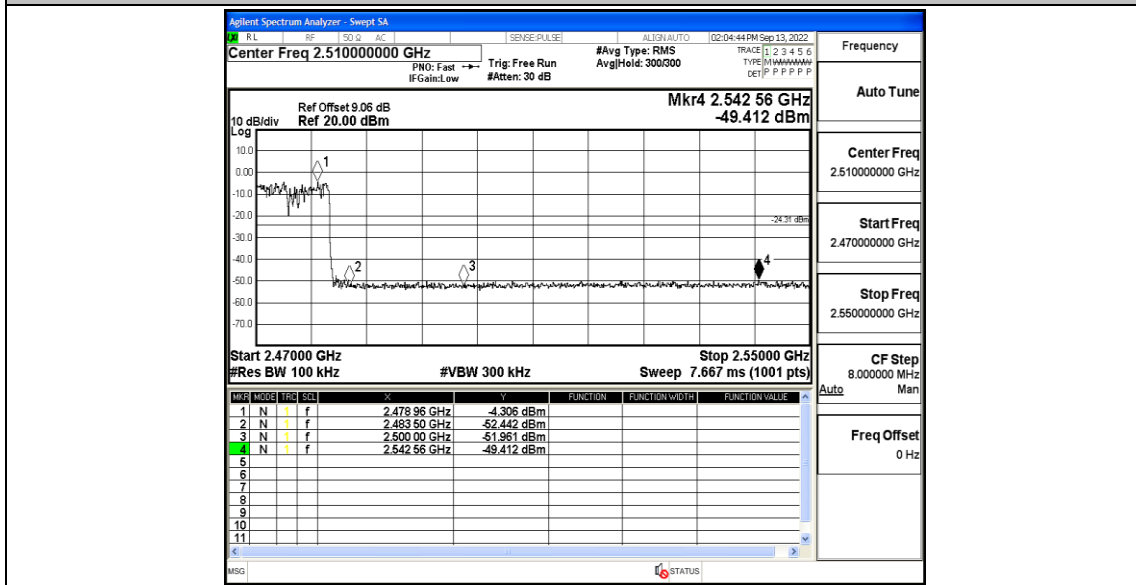 Agilent Spectrum Analyzer - Swept SA
RL RF 50 Ω AC SENSE:PULSE ALIGNAUTO 02:04:44 PM Sep 13, 2022
Center Freq 2.510000000 GHz
PNO: Fast
IFGain:Low
Trig: Free Run
#Atten: 30 dB
#Avg Type: RMS
Avg|Hold: 300/300
TRACE 1 2 3 4 5 6
TYPE M
DET P P P P P P
Ref Offset 9.06 dB
10 dB/div Ref 20.00 dBm
Log
Mkr4 2.542 56 GHz
-49.412 dBm
10.0
0.00
-10.0
-20.0
-30.0
-40.0
-50.0
-60.0
-70.0
1
2
3
4
-24.31 dBm
Start 2.47000 GHz Stop 2.55000 GHz
#Res BW 100 kHz #VBW 300 kHz Sweep 7.667 ms (1001 pts)
MKR MODE TRC SCL X Y FUNCTION FUNCTION WIDTH FUNCTION VALUE
1 N 1 f 2.478 96 GHz -4.306 dBm
2 N 1 f 2.483 50 GHz -52.442 dBm
3 N 1 f 2.500 00 GHz -51.961 dBm
4 N 1 f 2.542 56 GHz -49.412 dBm
5
6
7
8
9
10
11
MSG STATUS
Frequency
Auto Tune
Center Freq
2.510000000 GHz
Start Freq
2.470000000 GHz
Stop Freq
2.550000000 GHz
CF Step
8.000000 MHz
Auto Man
Freq Offset
0 Hz